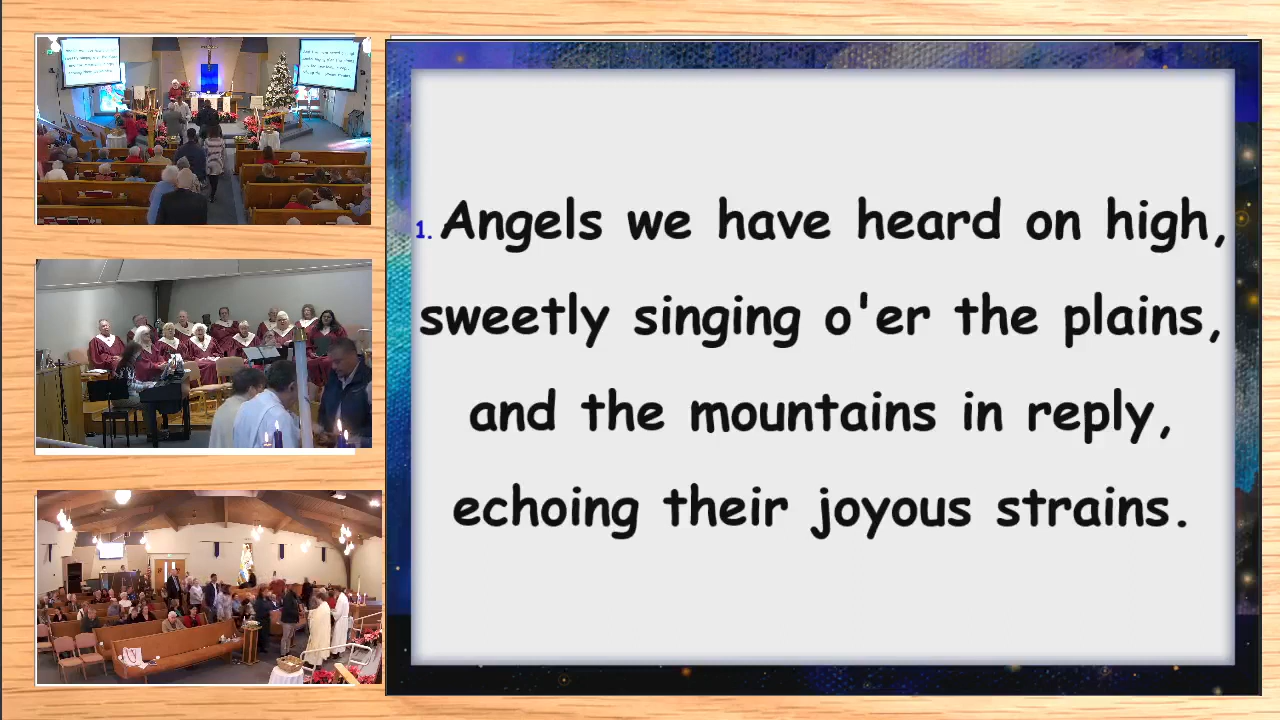 1. Angels we have heard on high,
sweetly singing o'er the plains,
and the mountains in reply,
echoing their joyous strains.